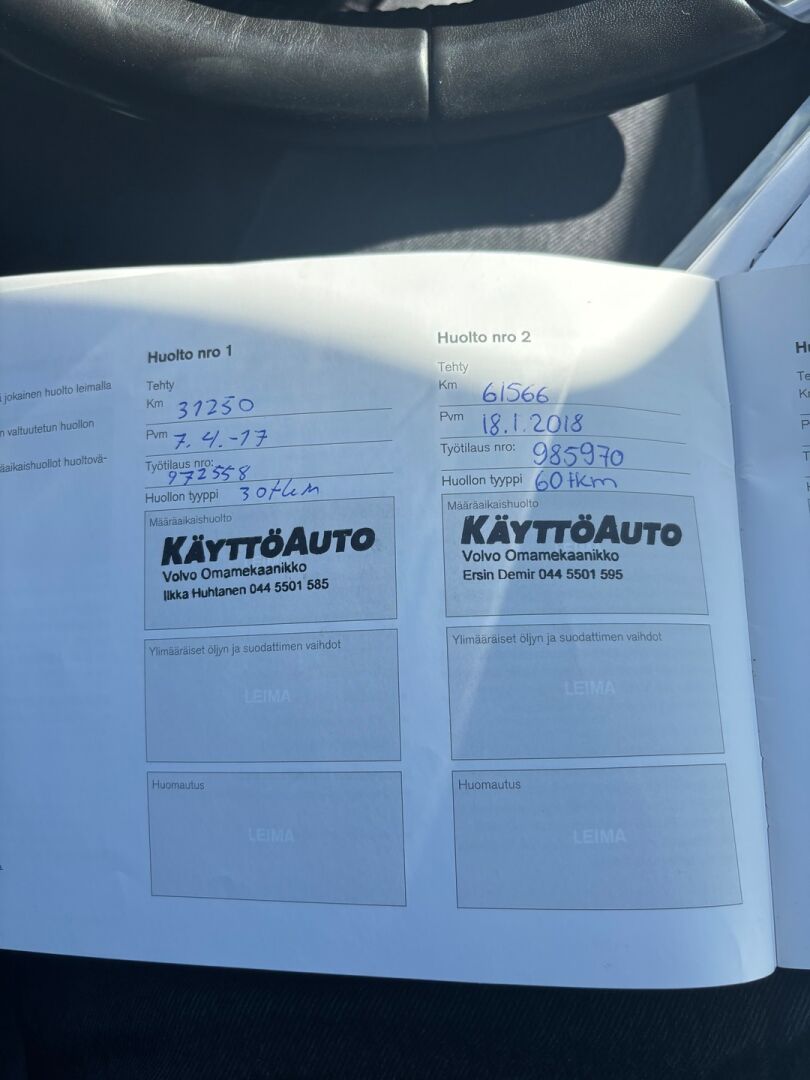 ä jokainen huolto leimalla
n valtuutetun huollon
äaikaishuollot huoltovä-
Huolto nro 1
Tehty
Km 31250
Pvm 7.4.-17
Työtilaus nro: 972558
Huollon tyyppi 30tkm
Määräaikaishuolto
KÄYTTÖAUTO
Volvo Omamekaanikko
Ilkka Huhtanen 044 5501 585
Ylimääräiset öljyn ja suodattimen vaihdot
LEIMA
Huomautus
LEIMA
Huolto nro 2
Tehty
Km 61566
Pvm 18.1.2018
Työtilaus nro: 985970
Huollon tyyppi 60tkm
Määräaikaishuolto
KÄYTTÖAUTO
Volvo Omamekaanikko
Ersin Demir 044 5501 595
Ylimääräiset öljyn ja suodattimen vaihdot
LEIMA
Huomautus
LEIMA